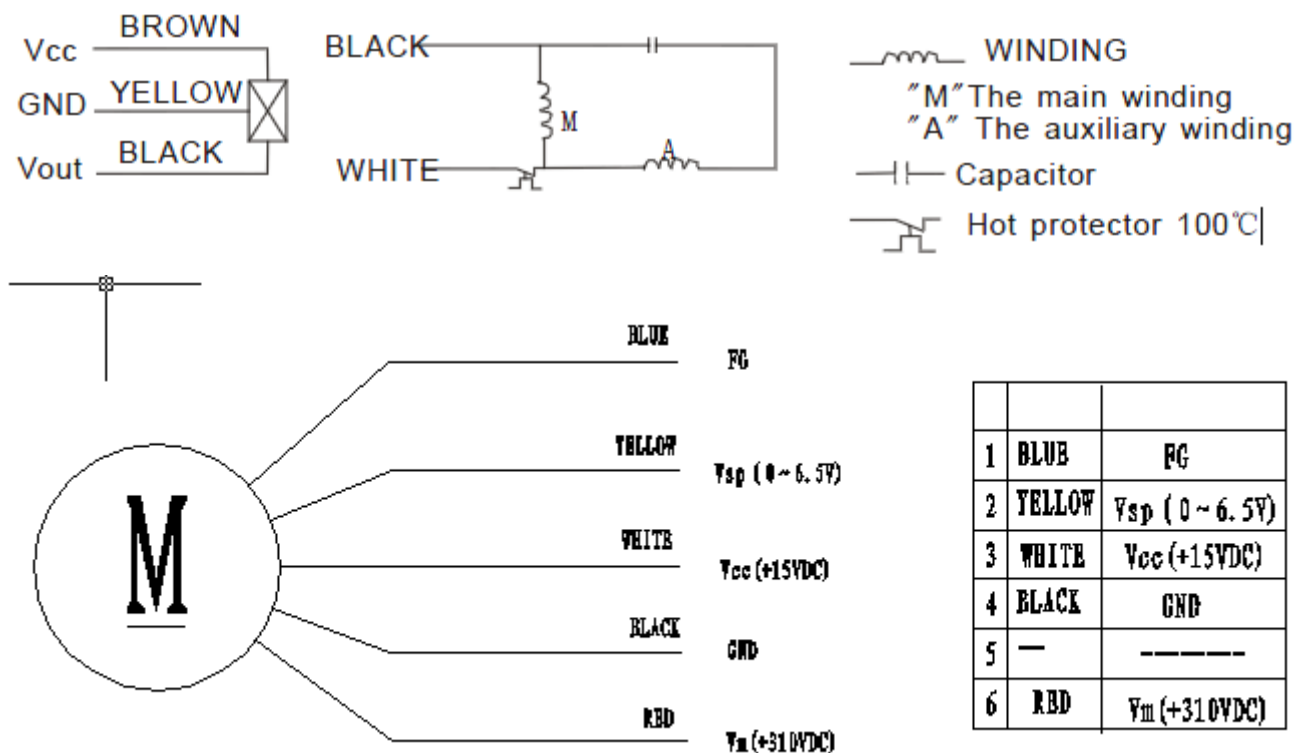 Vcc BROWN
GND YELLOW
Vout BLACK
BLACK
M
WHITE
A
WINDING
"M"The main winding
"A" The auxiliary winding
Capacitor
Hot protector 100℃
M
BLUE FG
YELLOW Vsp (0~6.5V)
WHITE Vcc(+15VDC)
BLACK GND
RED Vm(+310VDC)
1 BLUE FG
2 YELLOW Vsp (0~6.5V)
3 WHITE Vcc(+15VDC)
4 BLACK GND
5 — -------
6 RED Vm(+310VDC)